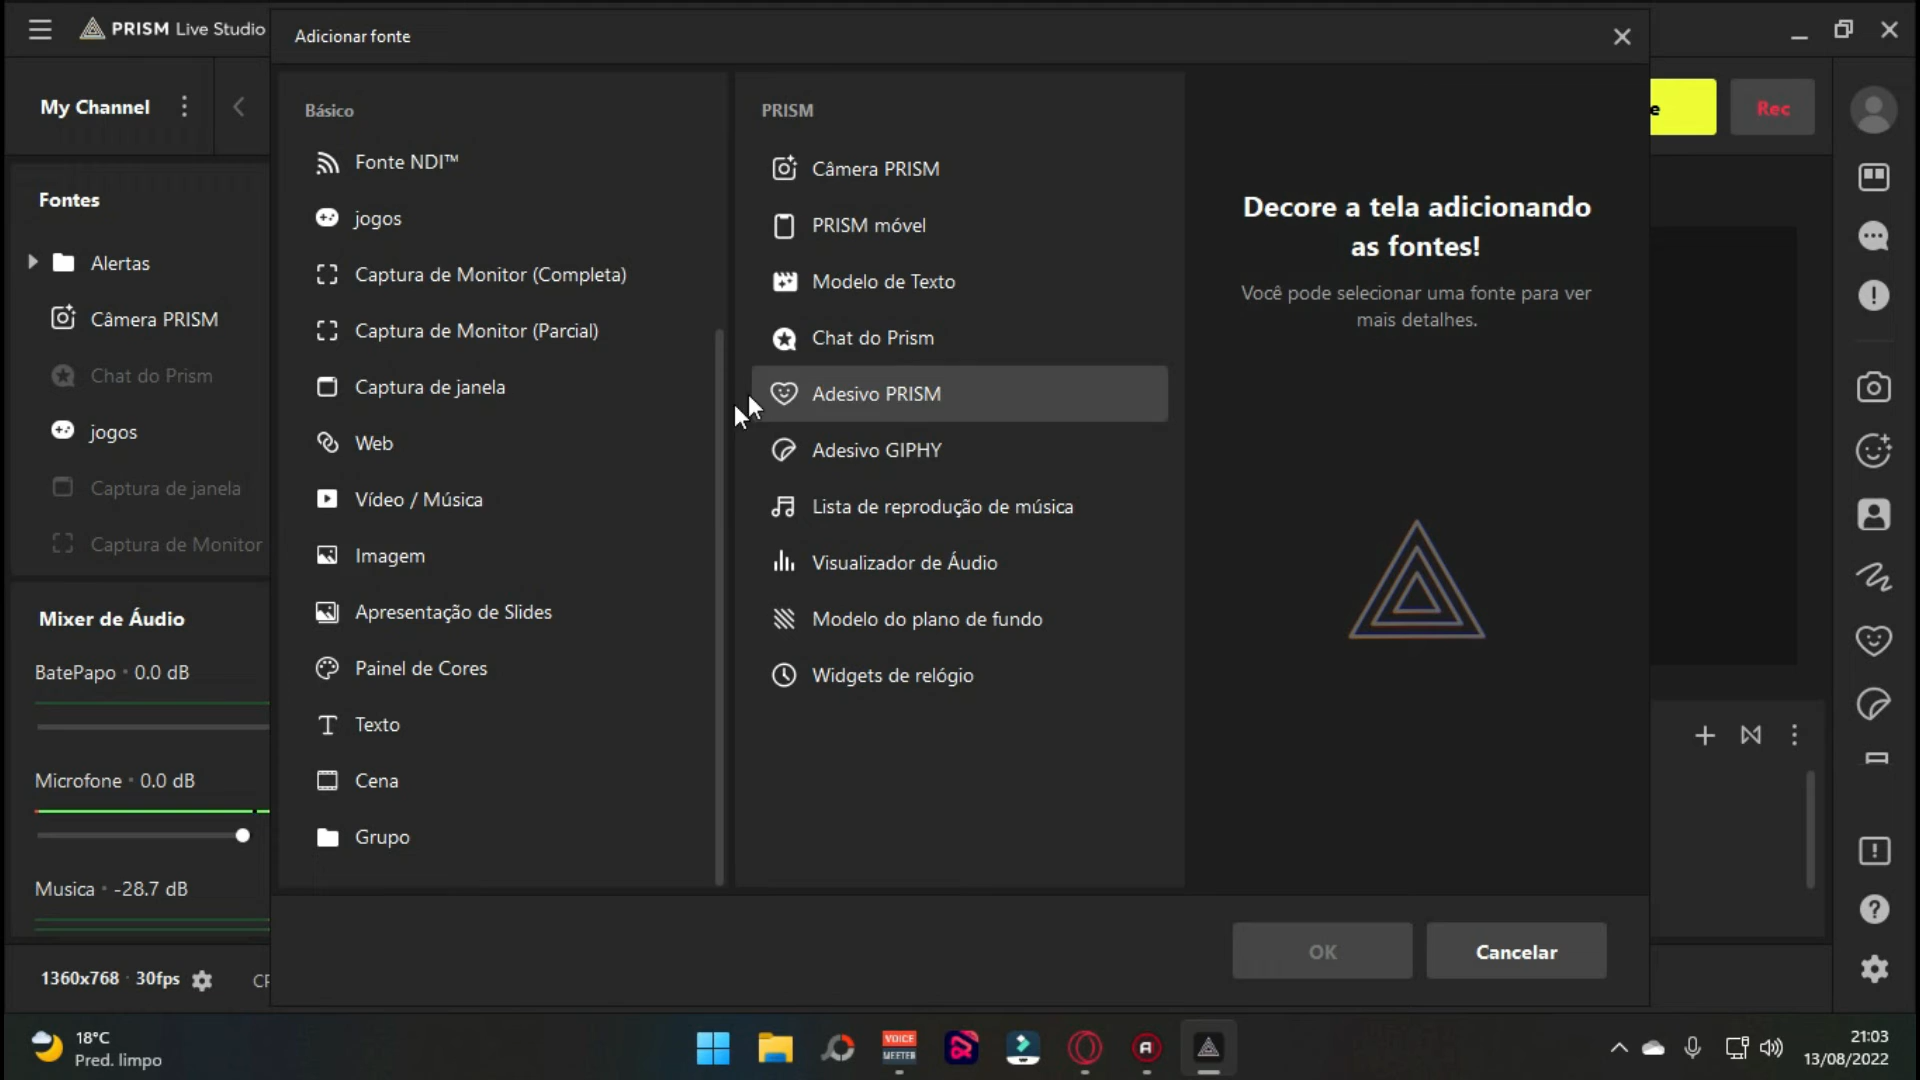 PRISM Live Studio
Adicionar fonte
My Channel
e
Rec
Fontes
Alertas
Câmera PRISM
Chat do Prism
jogos
Captura de janela
Captura de Monitor
Mixer de Áudio
BatePapo · 0.0 dB
Microfone · 0.0 dB
Musica · -28.7 dB
1360x768 · 30fps
Básico
Fonte NDI™
jogos
Captura de Monitor (Completa)
Captura de Monitor (Parcial)
Captura de janela
Web
Vídeo / Música
Imagem
Apresentação de Slides
Painel de Cores
Texto
Cena
Grupo
PRISM
Câmera PRISM
PRISM móvel
Modelo de Texto
Chat do Prism
Adesivo PRISM
Adesivo GIPHY
Lista de reprodução de música
Visualizador de Áudio
Modelo do plano de fundo
Widgets de relógio
Decore a tela adicionando
as fontes!
Você pode selecionar uma fonte para ver
mais detalhes.
OK
Cancelar
18°C
Pred. limpo
VOICE
MEETER
21:03
13/08/2022